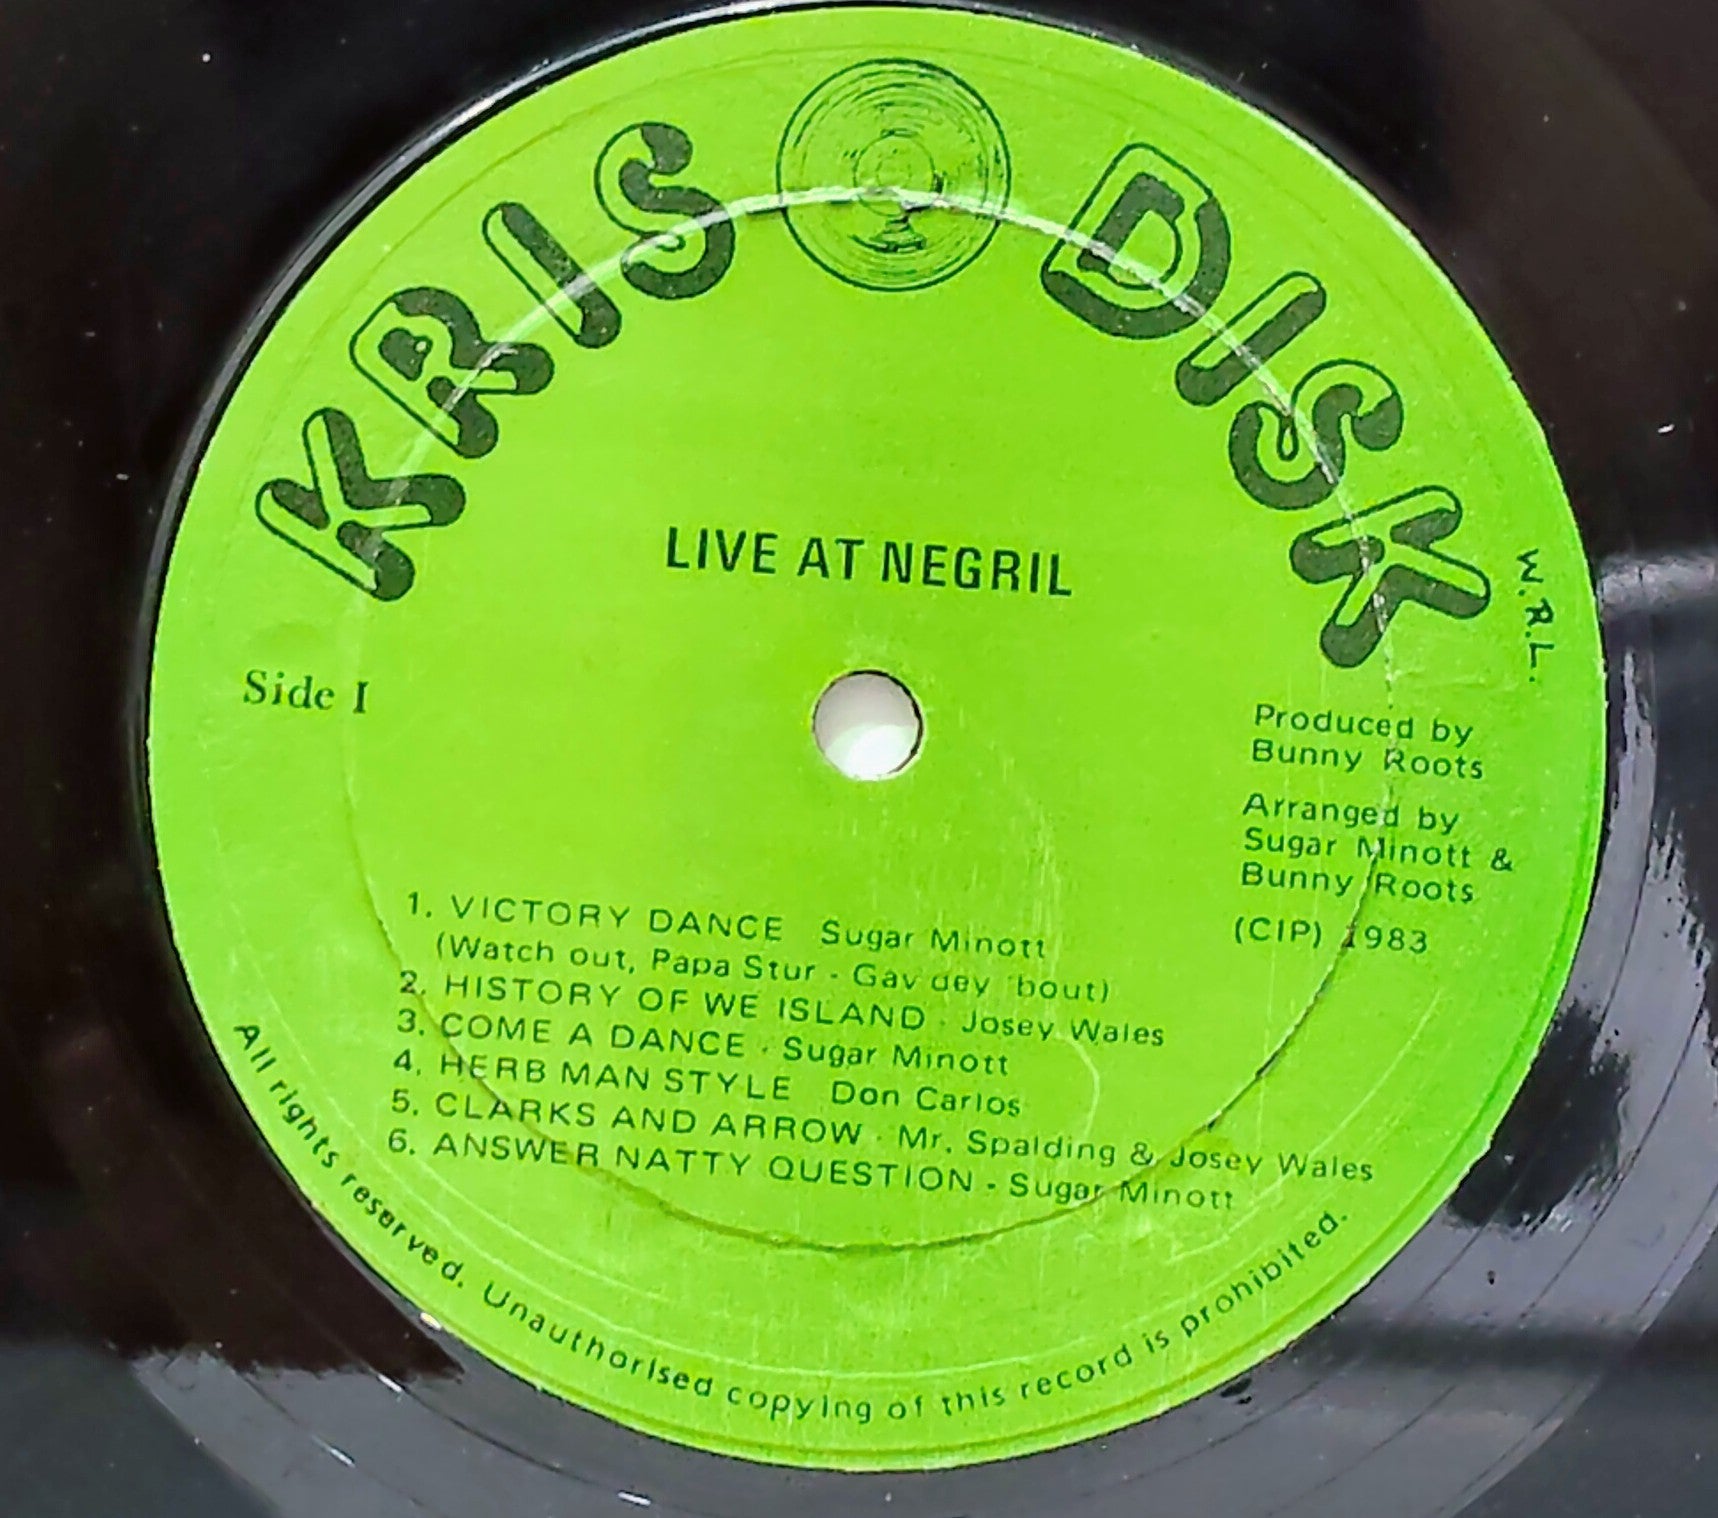 KRIS DISK
LIVE AT NEGRIL
W.R.L.
Side I
Produced by
Bunny Roots
Arranged by
Sugar Minott &
Bunny Roots
(CIP) 1983
1. VICTORY DANCE Sugar Minott
(Watch out, Papa Stur - Gav dey 'bout)
2. HISTORY OF WE ISLAND - Josey Wales
3. COME A DANCE - Sugar Minott
4. HERB MAN STYLE Don Carlos
5. CLARKS AND ARROW - Mr. Spalding & Josey Wales
6. ANSWER NATTY QUESTION - Sugar Minott
All rights reserved. Unauthorised copying of this record is prohibited.